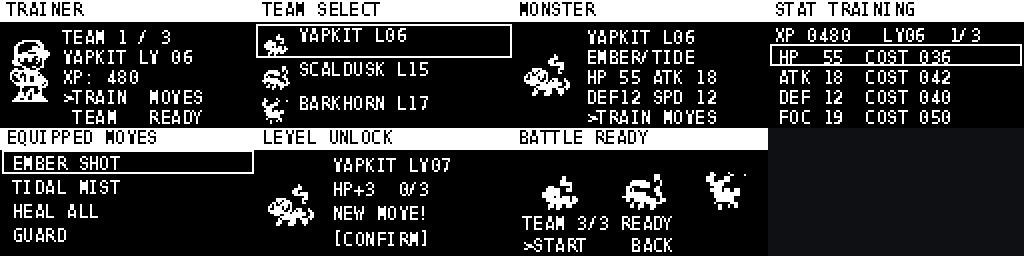 TRAINER
TEAM 1 / 3
YAPKIT LV 06
XP: 480
>TRAIN MOVES
TEAM READY
TEAM SELECT
YAPKIT L06
SCALDUSK L15
BARKHORN L17
MONSTER
YAPKIT L06
EMBER/TIDE
HP 55 ATK 18
DEF12 SPD 12
>TRAIN MOVES
STAT TRAINING
XP 0480 LV06 1/3
HP 55 COST 036
ATK 18 COST 042
DEF 12 COST 040
FOC 19 COST 050
EQUIPPED MOVES
EMBER SHOT
TIDAL MIST
HEAL ALL
GUARD
LEVEL UNLOCK
YAPKIT LV07
HP+3 0/3
NEW MOVE!
[CONFIRM]
BATTLE READY
TEAM 3/3 READY
>START BACK